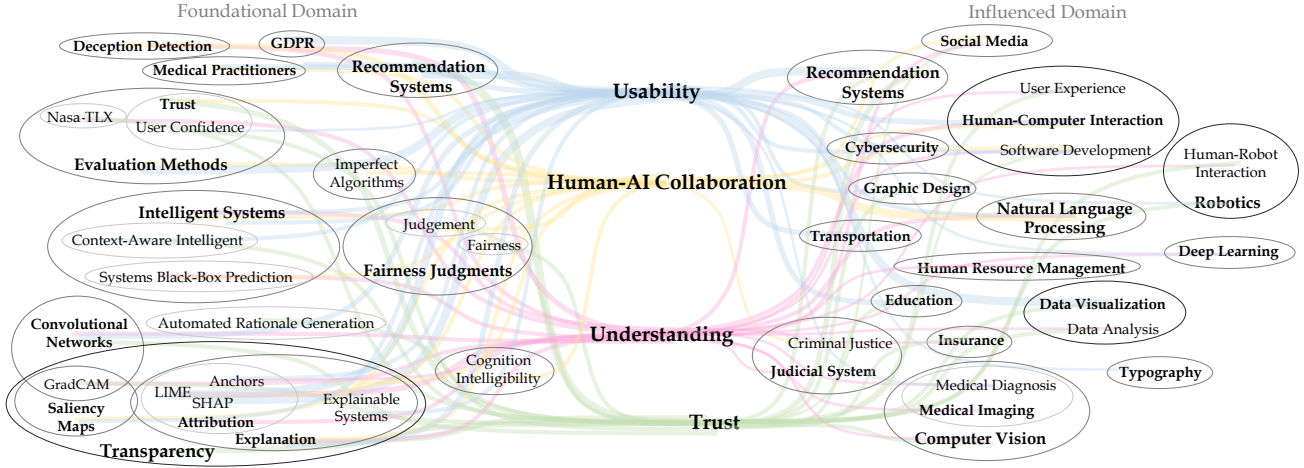 Foundational Domain
Influenced Domain
Deception Detection
GDPR
Medical Practitioners
Recommendation
Systems
Nasa-TLX
Trust
User Confidence
Evaluation Methods
Imperfect
Algorithms
Intelligent Systems
Context-Aware Intelligent
Systems Black-Box Prediction
Judgement
Fairness
Fairness Judgments
Convolutional
Networks
Automated Rationale Generation
GradCAM
Saliency
Maps
LIME
Anchors
SHAP
Attribution
Explainable
Systems
Explanation
Transparency
Cognition
Intelligibility
Usability
Human-AI Collaboration
Understanding
Trust
Social Media
Recommendation
Systems
User Experience
Human-Computer Interaction
Software Development
Cybersecurity
Graphic Design
Human-Robot
Interaction
Robotics
Natural Language
Processing
Transportation
Deep Learning
Human Resource Management
Education
Data Visualization
Data Analysis
Criminal Justice
Judicial System
Insurance
Typography
Medical Diagnosis
Medical Imaging
Computer Vision